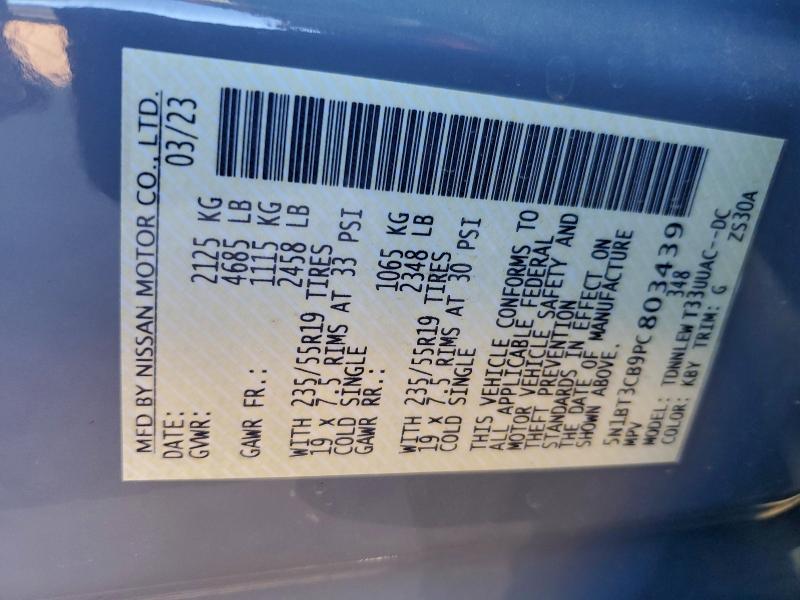 MFD BY NISSAN MOTOR CO., LTD.
DATE: 03/23
GVWR: 2125 KG
4685 LB
GAWR FR.: 1115 KG
2458 LB
WITH 235/55R19 TIRES
19 x 7.5 RIMS AT 33 PSI
COLD SINGLE
GAWR RR.: 1065 KG
2348 LB
WITH 235/55R19 TIRES
19 x 7.5 RIMS AT 30 PSI
COLD SINGLE
THIS VEHICLE CONFORMS TO
ALL APPLICABLE FEDERAL
MOTOR VEHICLE SAFETY AND
THEFT PREVENTION
STANDARDS IN EFFECT ON
THE DATE OF MANUFACTURE
SHOWN ABOVE.
5N1BT3CB9PC803439
MPV 348
MODEL: TDNNLEWT33UUAC--DC
COLOR: KBY TRIM: G ZS30A